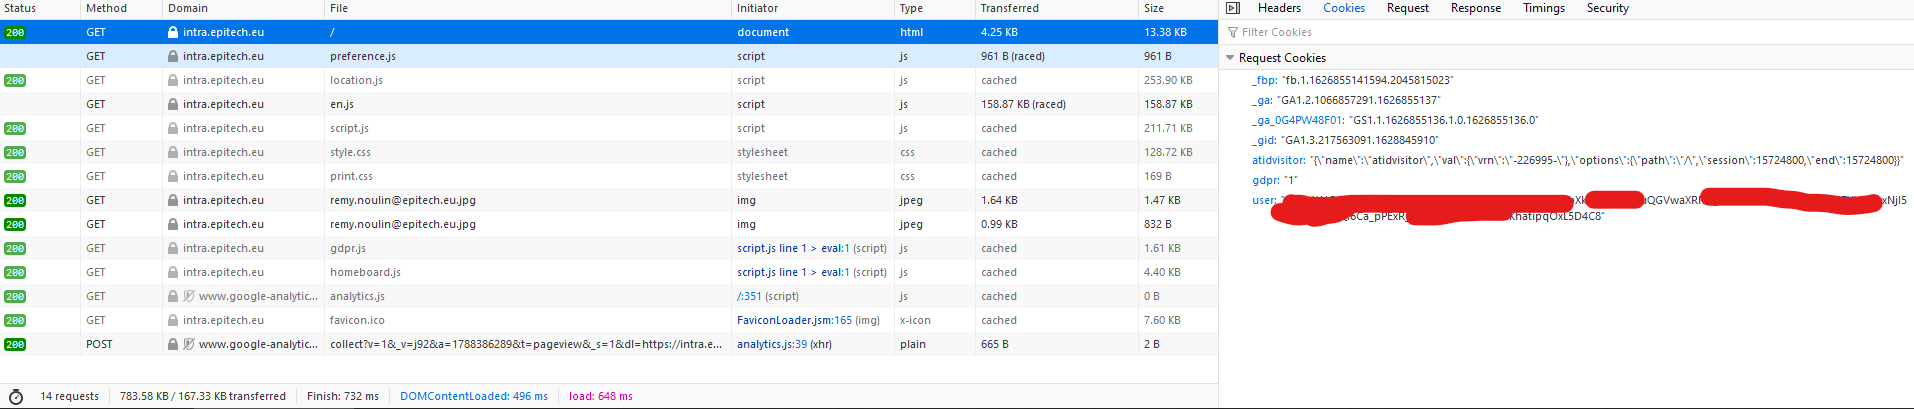 Status Method Domain File Initiator Type Transferred Size
200 GET intra.epitech.eu / document html 4.25 KB 13.38 KB
GET intra.epitech.eu preference.js script js 961 B (raced) 961 B
200 GET intra.epitech.eu location.js script js cached 253.90 KB
GET intra.epitech.eu en.js script js 158.87 KB (raced) 158.87 KB
200 GET intra.epitech.eu script.js script js cached 211.71 KB
200 GET intra.epitech.eu style.css stylesheet css cached 128.72 KB
200 GET intra.epitech.eu print.css stylesheet css cached 169 B
200 GET intra.epitech.eu remy.noulin@epitech.eu.jpg img jpeg 1.64 KB 1.47 KB
200 GET intra.epitech.eu remy.noulin@epitech.eu.jpg img jpeg 0.99 KB 832 B
200 GET intra.epitech.eu gdpr.js script.js line 1 > eval:1 (script) js cached 1.61 KB
200 GET intra.epitech.eu homeboard.js script.js line 1 > eval:1 (script) js cached 4.40 KB
200 GET www.google-analytic... analytics.js /:351 (script) js cached 0 B
200 GET intra.epitech.eu favicon.ico FaviconLoader.jsm:165 (img) x-icon cached 7.60 KB
200 POST www.google-analytic... collect?v=1&_v=j92&a=1788386289&t=pageview&_s=1&dl=https://intra.e... analytics.js:39 (xhr) plain 665 B 2 B
14 requests 783.58 KB / 167.33 KB transferred Finish: 732 ms DOMContentLoaded: 496 ms load: 648 ms
Headers Cookies Request Response Timings Security
Filter Cookies
Request Cookies
_fbp: "fb.1.1626855141594.2045815023"
_ga: "GA1.2.1066857291.1626855137"
_ga_0G4PW48F01: "GS1.1.1626855136.1.0.1626855136.0"
_gid: "GA1.3.217563091.1628845910"
atidvisitor: "{\"name\":\"atidvisitor\",\"val\":{\"vrn\":\"-226995-\"},\"options\":{\"path\":\"/\",\"session\":15724800,\"end\":15724800}}"
gdpr: "1"
user: